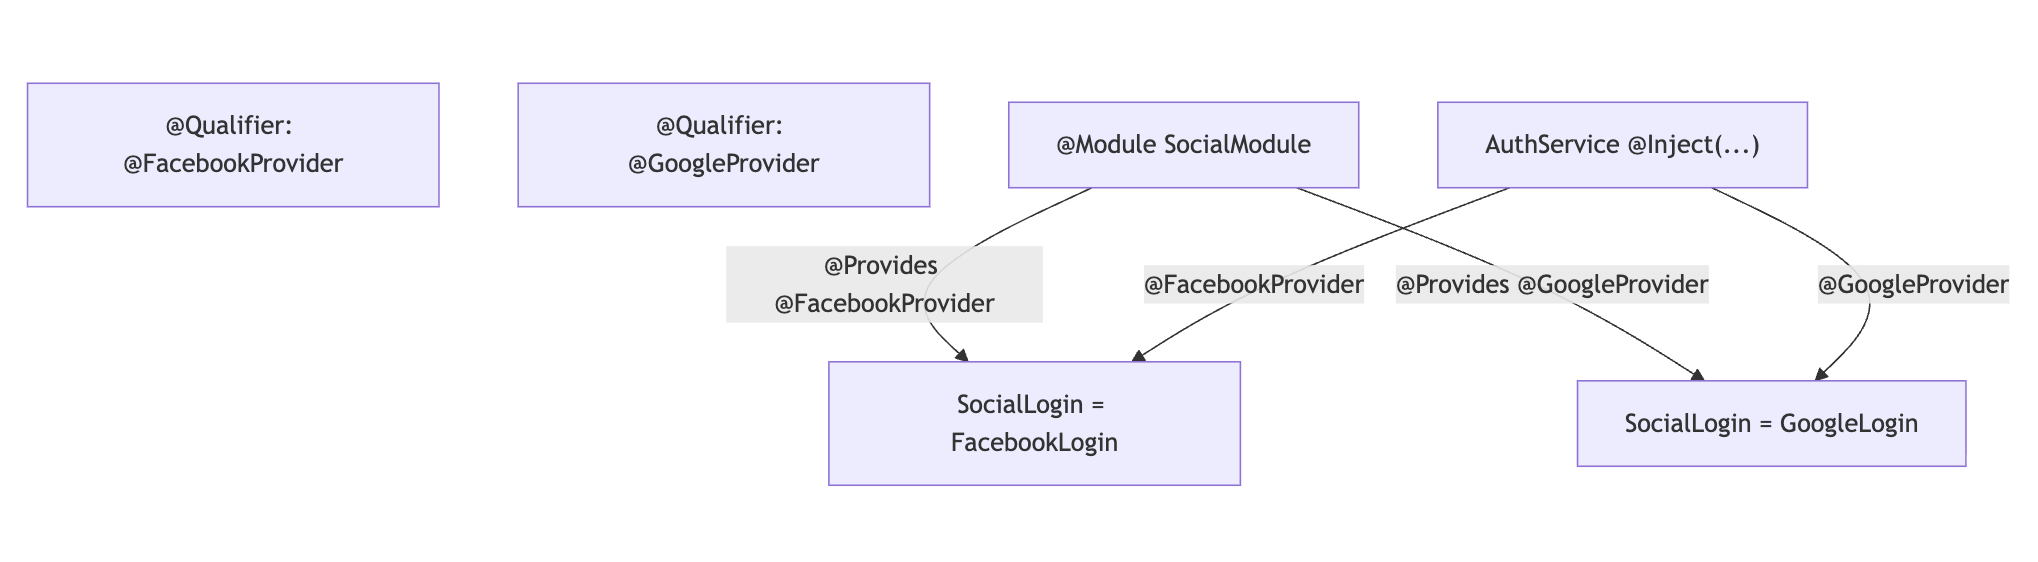 @Qualifier:
@FacebookProvider
@Qualifier:
@GoogleProvider
@Module SocialModule
AuthService @Inject(...)
@Provides
@FacebookProvider
@FacebookProvider
@Provides @GoogleProvider
@GoogleProvider
SocialLogin =
FacebookLogin
SocialLogin = GoogleLogin